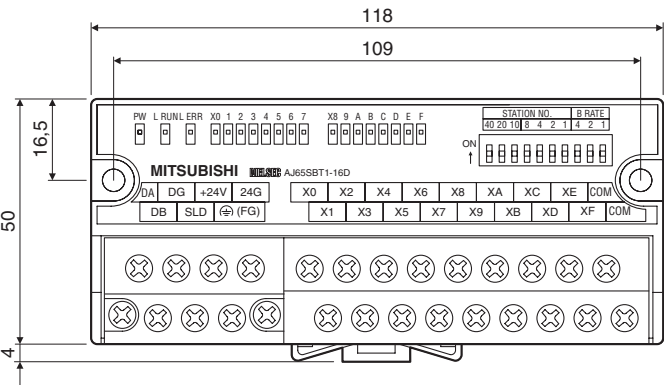 118
109
PW L RUN L ERR X0 1 2 3 4 5 6 7 X8 9 A B C D E F
STATION NO. B RATE
40 20 10 8 4 2 1 4 2 1
ON
MITSUBISHI MELSEC AJ65SBT1-16D
DA DG +24V 24G X0 X2 X4 X6 X8 XA XC XE COM
DB SLD (FG) X1 X3 X5 X7 X9 XB XD XF COM
16,5
50
4